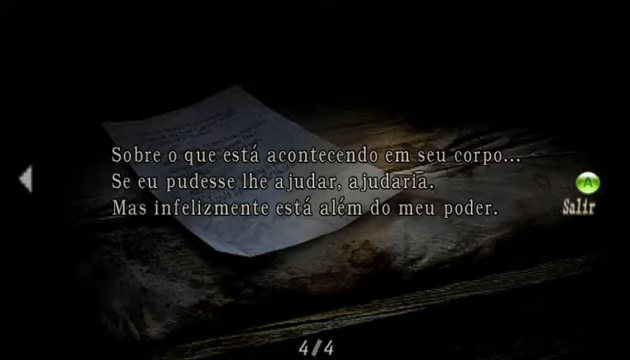 Sobre o que está acontecendo em seu corpo...
Se eu pudesse lhe ajudar, ajudaria.
Mas infelizmente está além do meu poder.
A
Salir
4/4